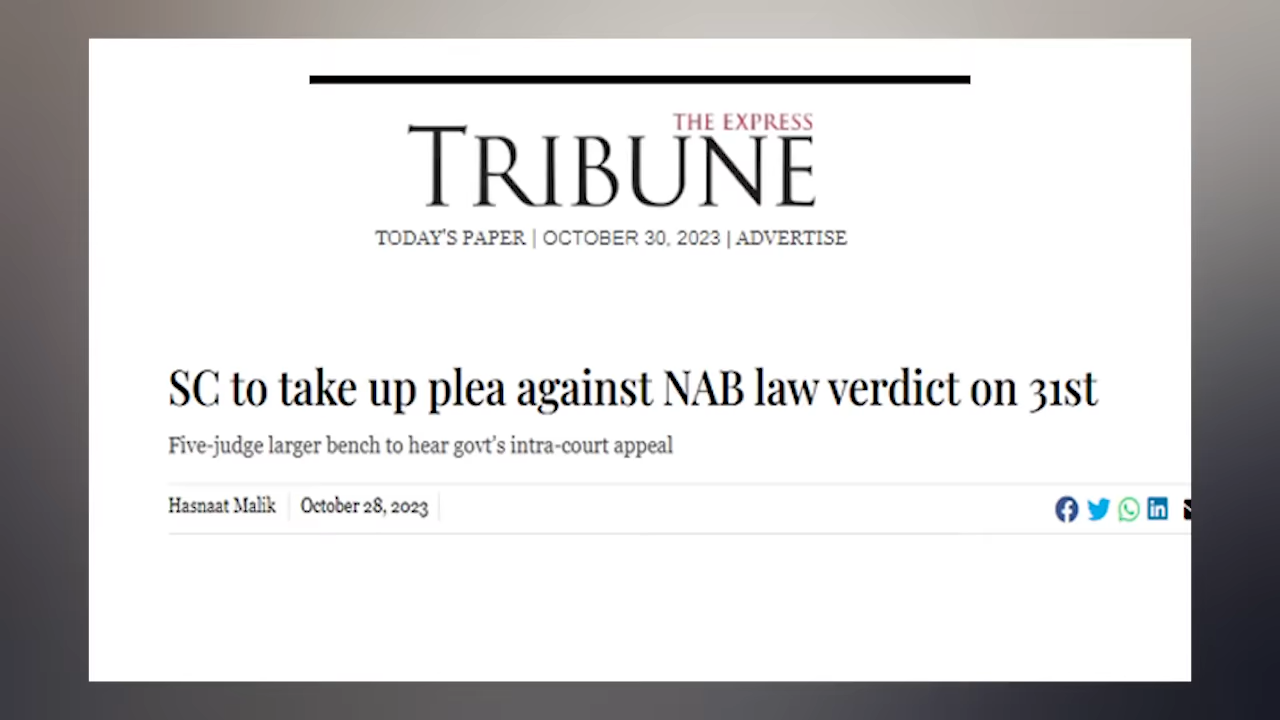 THE EXPRESS
TRIBUNE
TODAY'S PAPER | OCTOBER 30, 2023 | ADVERTISE
SC to take up plea against NAB law verdict on 31st
Five-judge larger bench to hear govt's intra-court appeal
Hasnaat Malik October 28, 2023